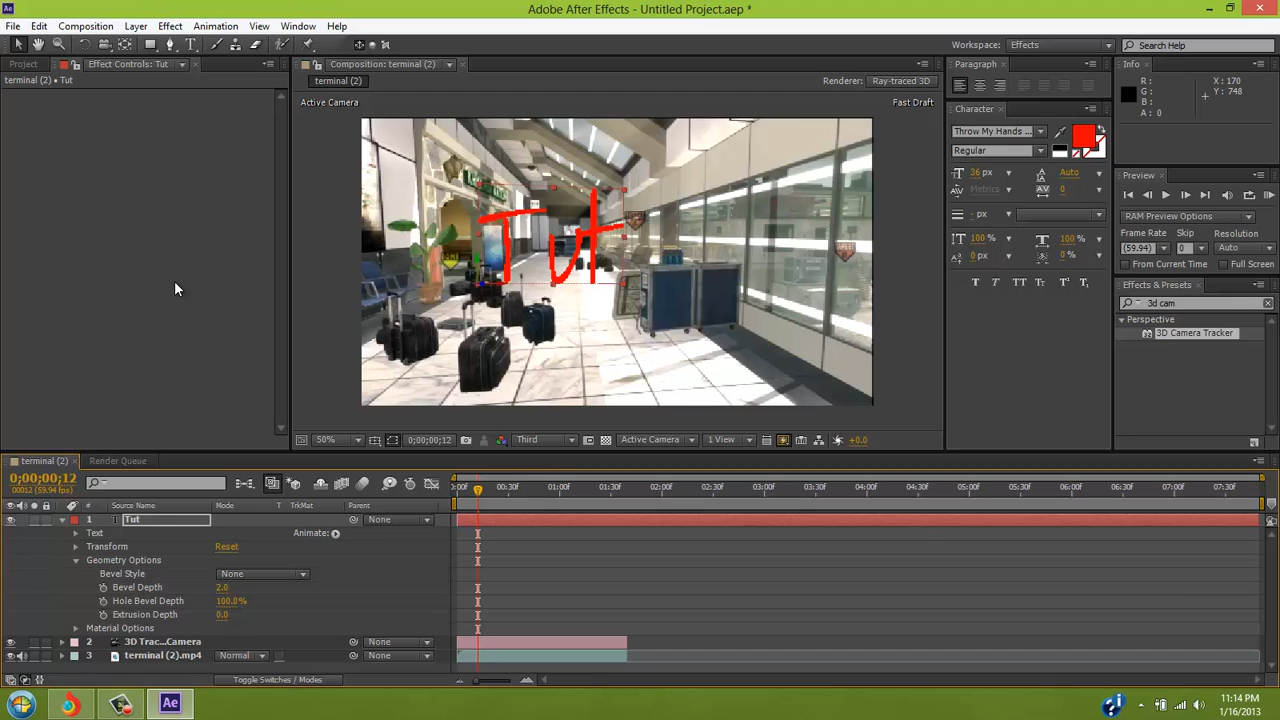 Adobe After Effects - Untitled Project.aep *
File Edit Composition Layer Effect Animation View Window Help
Workspace: Effects Search Help
Project Effect Controls: Tut
terminal (2) • Tut
Composition: terminal (2)
terminal (2)
Renderer: Ray-traced 3D
Active Camera
Fast Draft
Tut
50% 0;00;00;12 Third Active Camera 1 View +0.0
Paragraph
Character
Throw My Hands ...
Regular
36 px Auto
Metrics 0
- px
100 % 100 %
0 px 0 %
T T TT Tr T¹ T₁
Info
R:
G:
B:
A: 0
X: 170
Y: 748
Preview
RAM Preview Options
Frame Rate Skip Resolution
(59.94) 0 Auto
From Current Time Full Screen
Effects & Presets
3d cam
Perspective
3D Camera Tracker
terminal (2) Render Queue
0;00;00;12
00012 (59.94 fps)
# Source Name Mode T TrkMat Parent
:00f 00:30f 01:00f 01:30f 02:00f 02:30f 03:00f 03:30f 04:00f 04:30f 05:00f 05:30f 06:00f 06:30f 07:00f 07:30f
1 T Tut None
Text Animate:
Transform Reset
Geometry Options
Bevel Style None
Bevel Depth 2.0
Hole Bevel Depth 100.0%
Extrusion Depth 0.0
Material Options
2 3D Trac...Camera None
3 terminal (2).mp4 Normal None
Toggle Switches / Modes
11:14 PM
1/16/2013